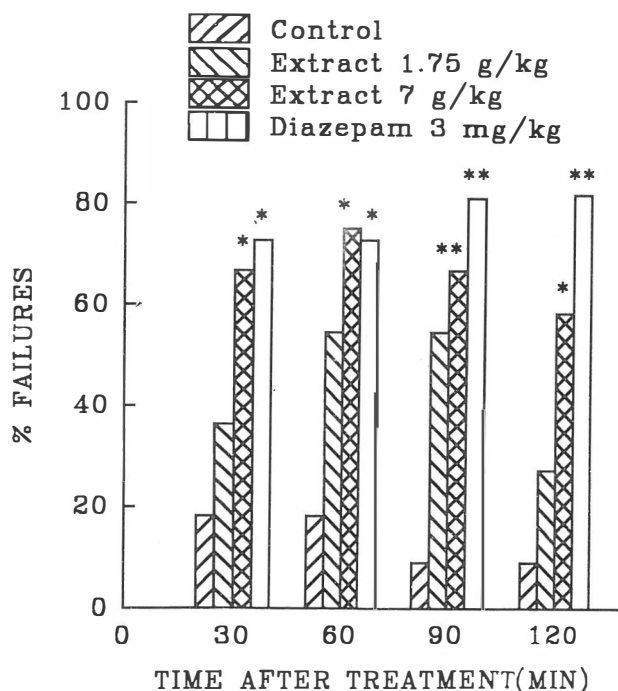 Control
Extract 1.75 g/kg
Extract 7 g/kg
Diazepam 3 mg/kg
100
80
60
40
20
0
% FAILURES
* *
* *
** **
* **
0 30 60 90 120
TIME AFTER TREATMENT(MIN)